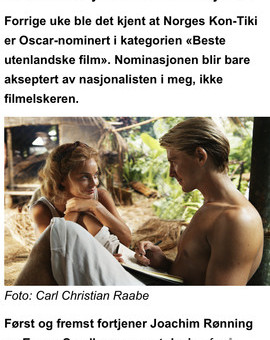 Forrige uke ble det kjent at Norges Kon-Tiki
er Oscar-nominert i kategorien «Beste
utenlandske film». Nominasjonen blir bare
akseptert av nasjonalisten i meg, ikke
filmelskeren.
Foto: Carl Christian Raabe
Først og fremst fortjener Joachim Rønning